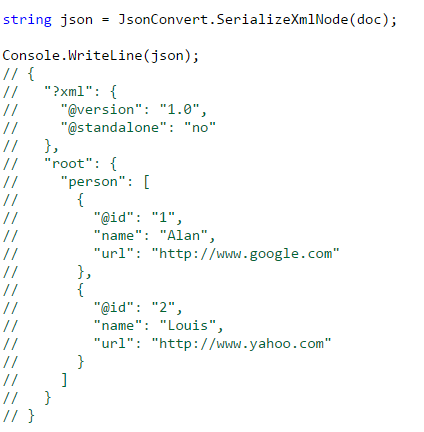 string json = JsonConvert.SerializeXmlNode(doc);

Console.WriteLine(json);
// {
//   "?xml": {
//     "@version": "1.0",
//     "@standalone": "no"
//   },
//   "root": {
//     "person": [
//       {
//         "@id": "1",
//         "name": "Alan",
//         "url": "http://www.google.com"
//       },
//       {
//         "@id": "2",
//         "name": "Louis",
//         "url": "http://www.yahoo.com"
//       }
//     ]
//   }
// }